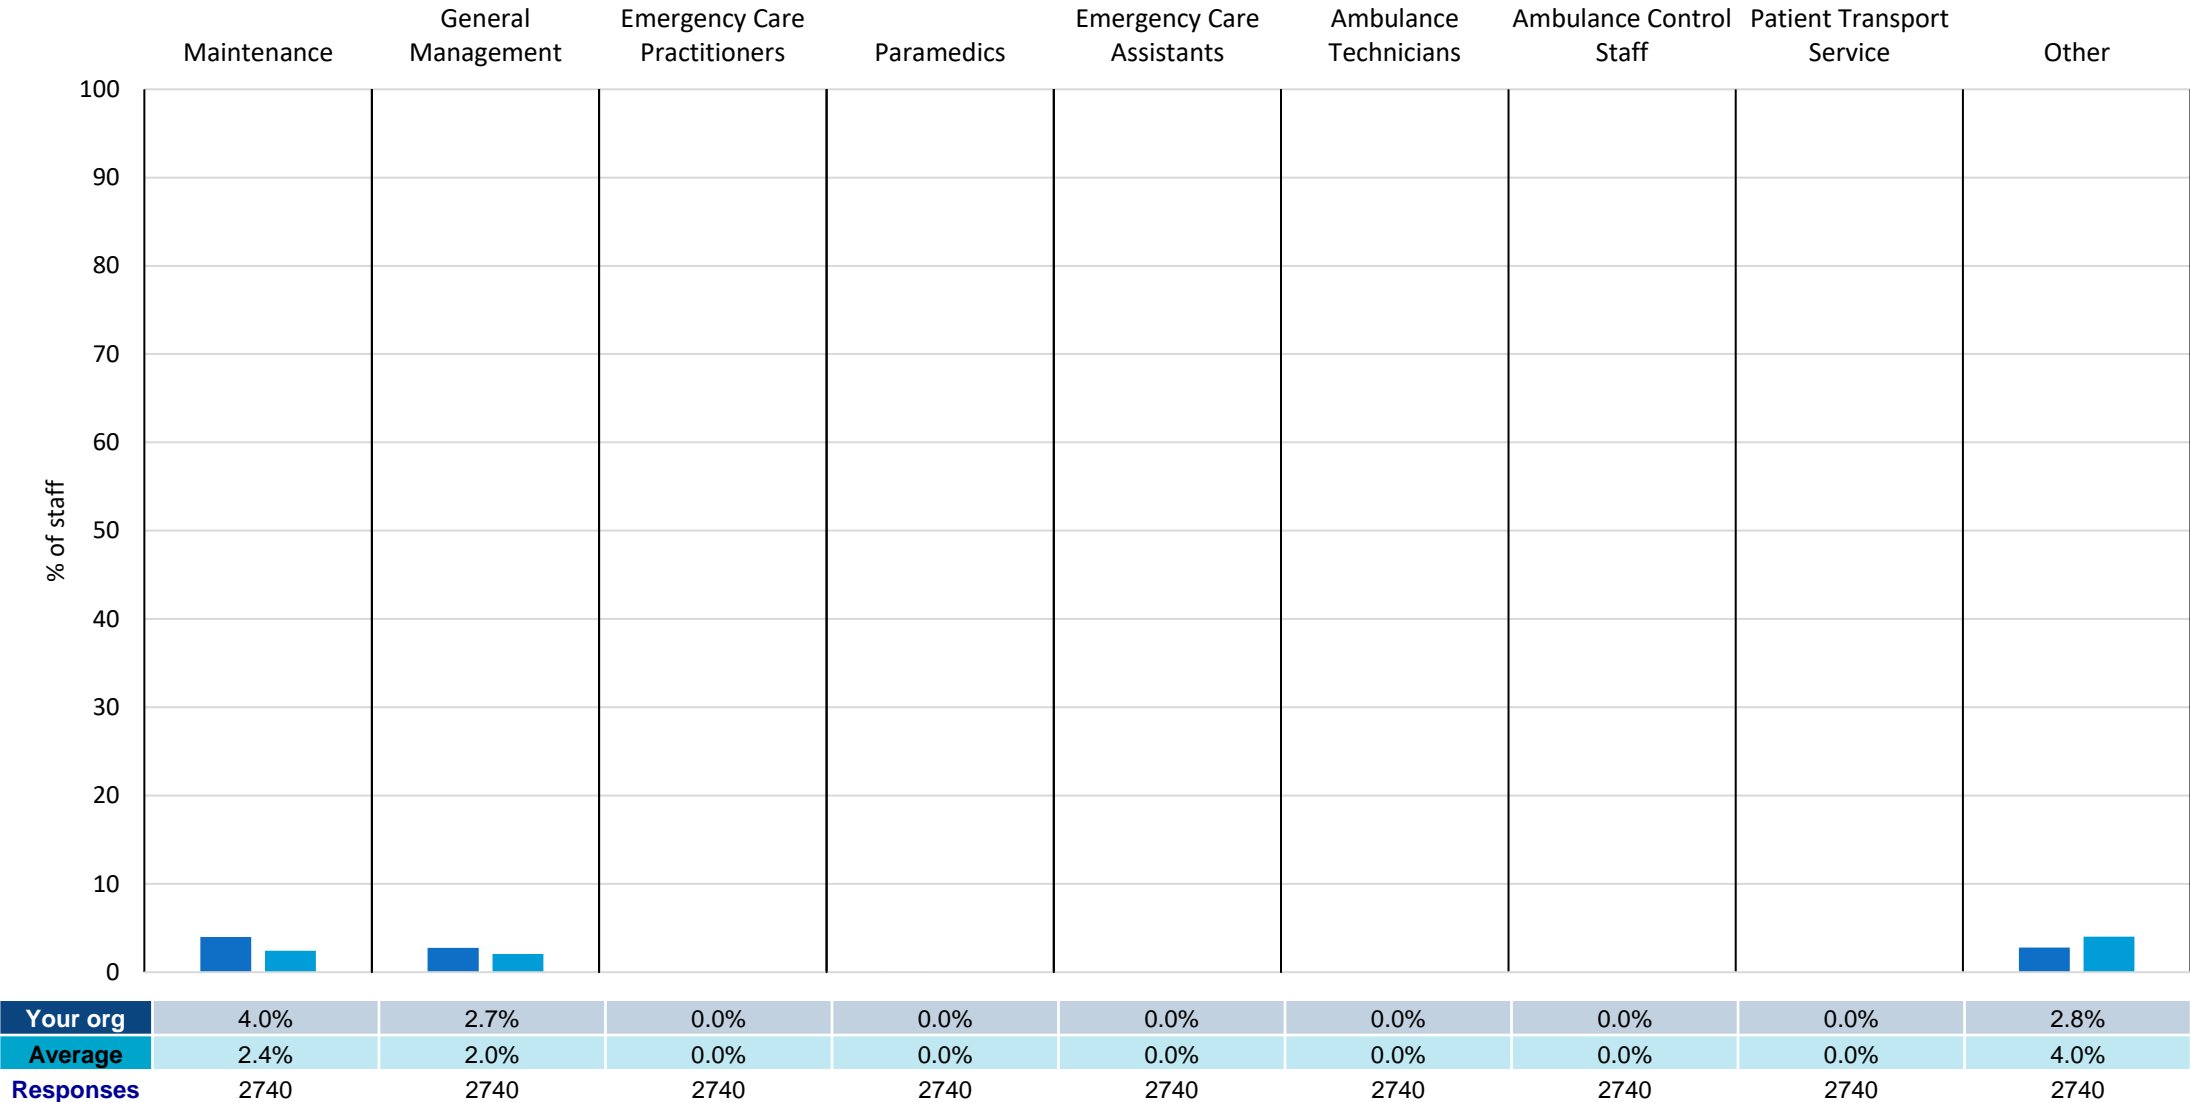 Maintenance
General
Management
Emergency Care
Practitioners
Paramedics
Emergency Care
Assistants
Ambulance
Technicians
Ambulance Control
Staff
Patient Transport
Service
Other
% of staff
100
90
80
70
60
50
40
30
20
10
0
Your org 4.0% 2.7% 0.0% 0.0% 0.0% 0.0% 0.0% 0.0% 2.8%
Average 2.4% 2.0% 0.0% 0.0% 0.0% 0.0% 0.0% 0.0% 4.0%
Responses 2740 2740 2740 2740 2740 2740 2740 2740 2740